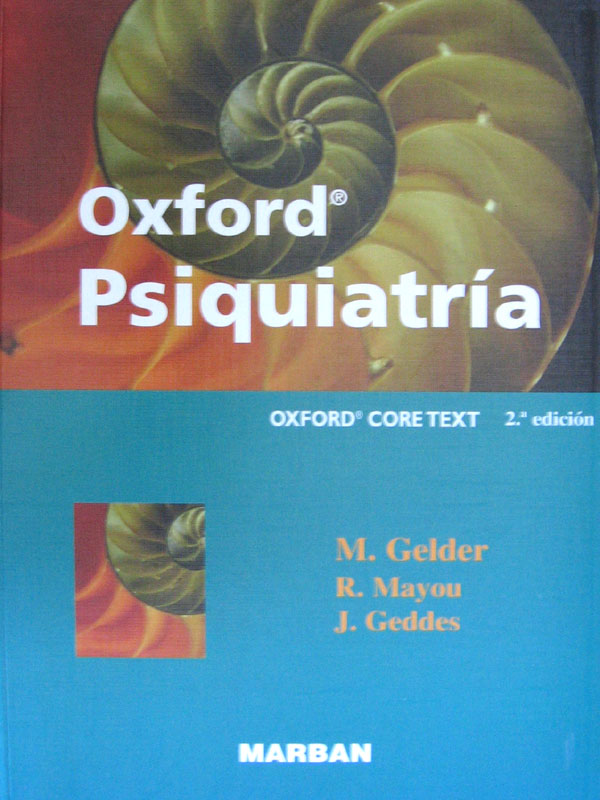 Oxford®
Psiquiatría
OXFORD® CORE TEXT 2.ª edición
M. Gelder
R. Mayou
J. Geddes
MARBAN